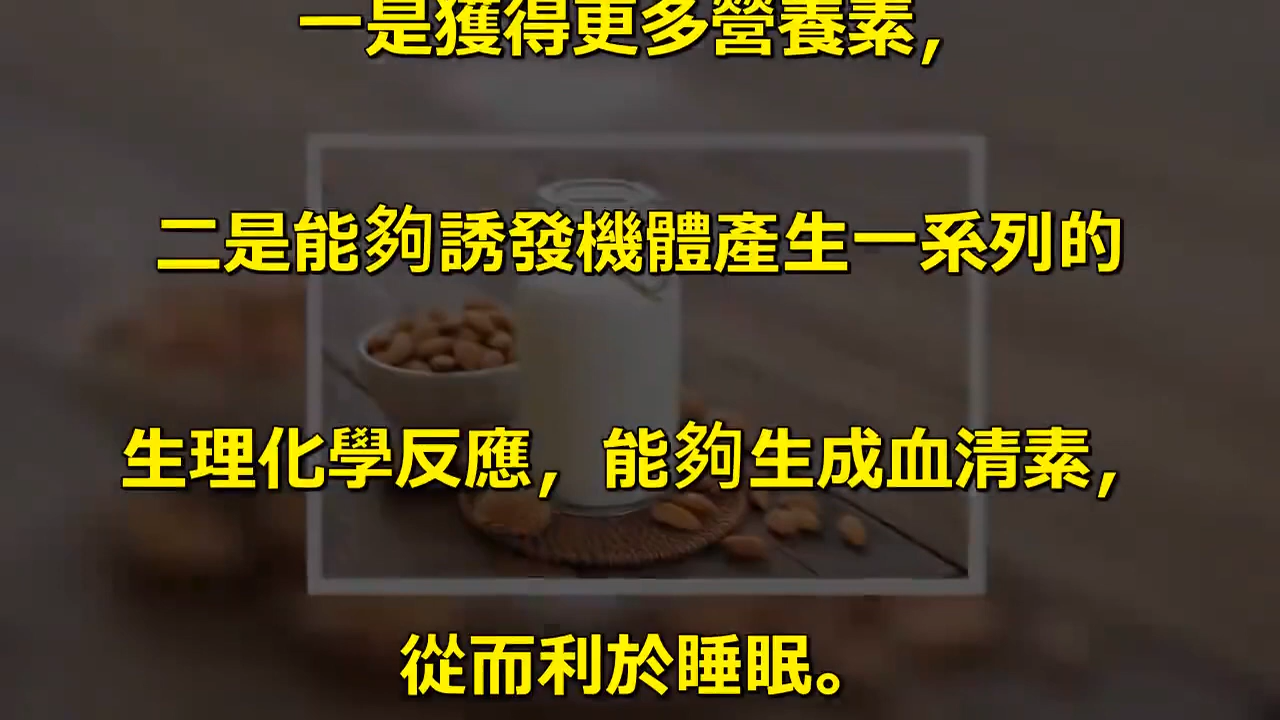 一是獲得更多營養素，
二是能夠誘發機體產生一系列的
生理化學反應，能夠生成血清素，
從而利於睡眠。